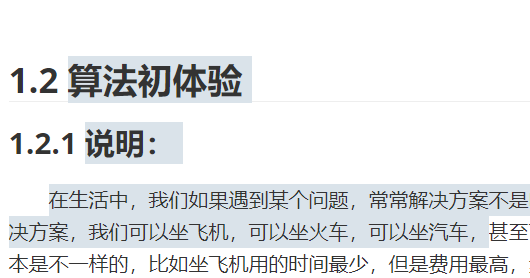 1.2 算法初体验
1.2.1 说明：
在生活中，我们如果遇到某个问题，常常解决方案不是
决方案，我们可以坐飞机，可以坐火车，可以坐汽车，甚至
本是不一样的，比如坐飞机用的时间最少，但是费用最高，